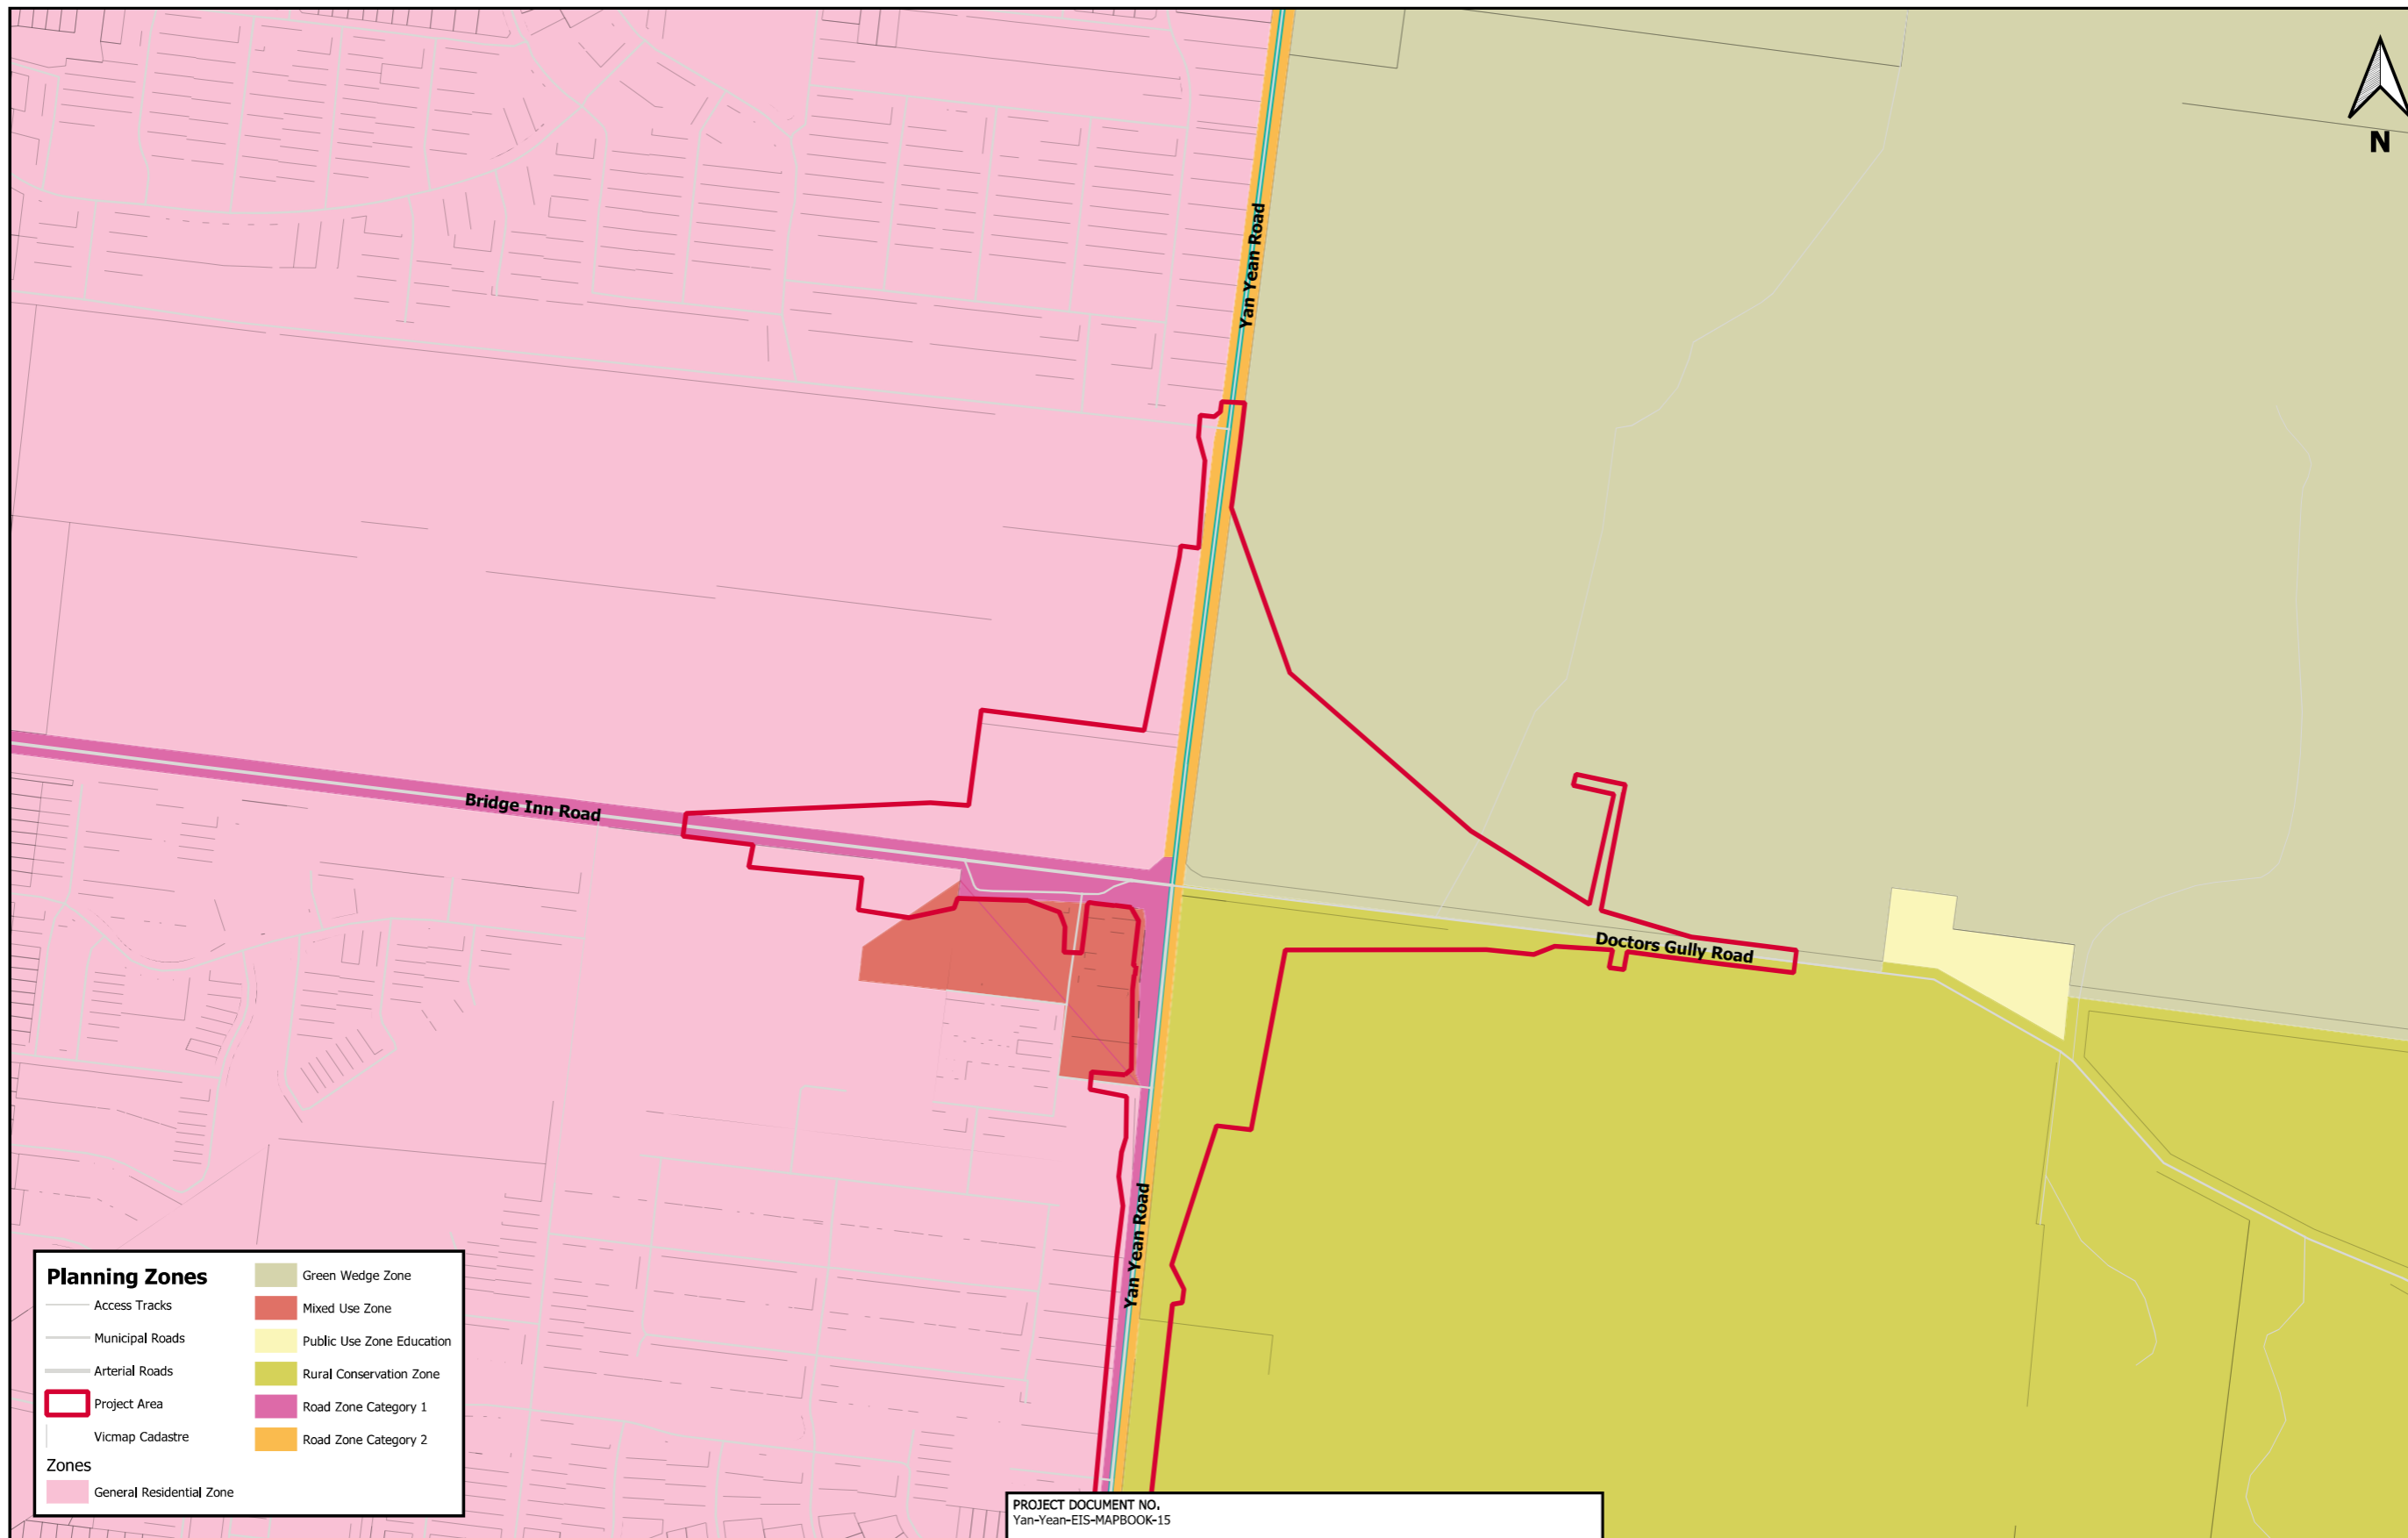 N
Yan Yean Road
Bridge Inn Road
Doctors Gully Road
Yan Yean Road
Planning Zones
Access Tracks
Municipal Roads
Arterial Roads
Project Area
Vicmap Cadastre
Zones
General Residential Zone
Green Wedge Zone
Mixed Use Zone
Public Use Zone Education
Rural Conservation Zone
Road Zone Category 1
Road Zone Category 2
PROJECT DOCUMENT NO.
Yan-Yean-EIS-MAPBOOK-15